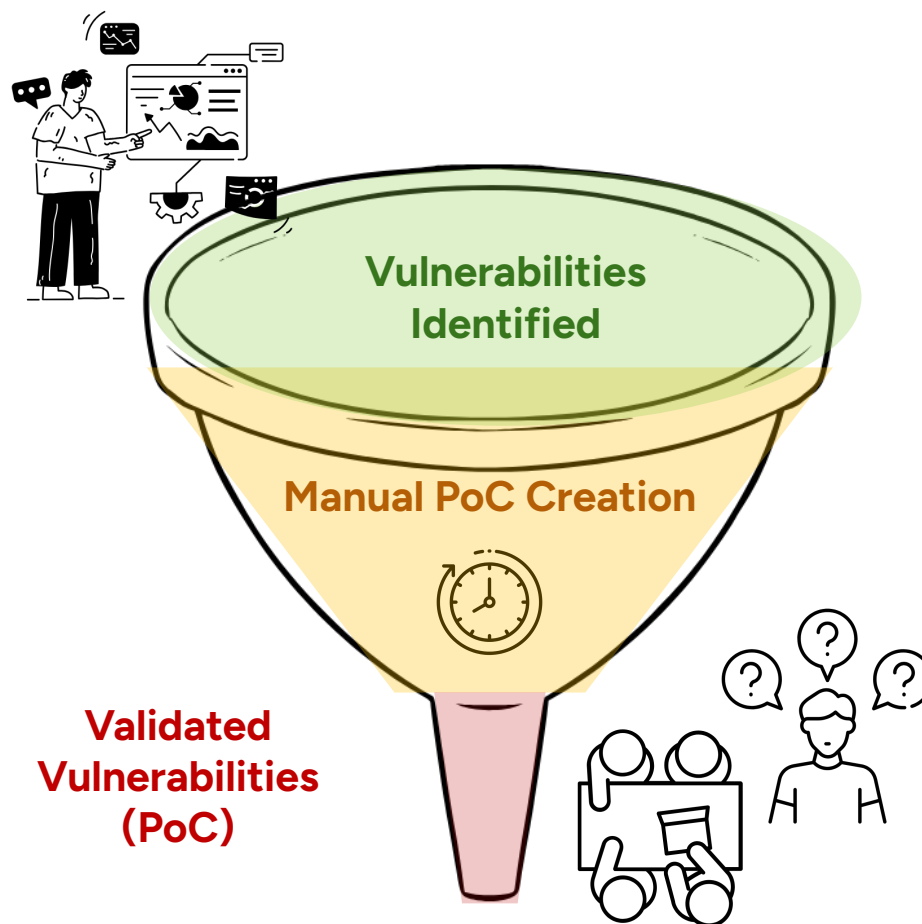 Vulnerabilities
Identified
Manual PoC Creation
?
?
?
Validated
Vulnerabilities
(PoC)